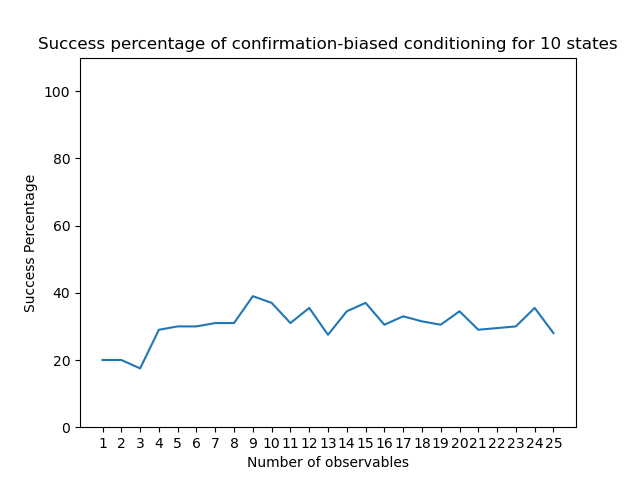 Success percentage of confirmation-biased conditioning for 10 states
100
80
60
40
20
0
Success Percentage
1 2 3 4 5 6 7 8 9 10 11 12 13 14 15 16 17 18 19 20 21 22 23 24 25
Number of observables